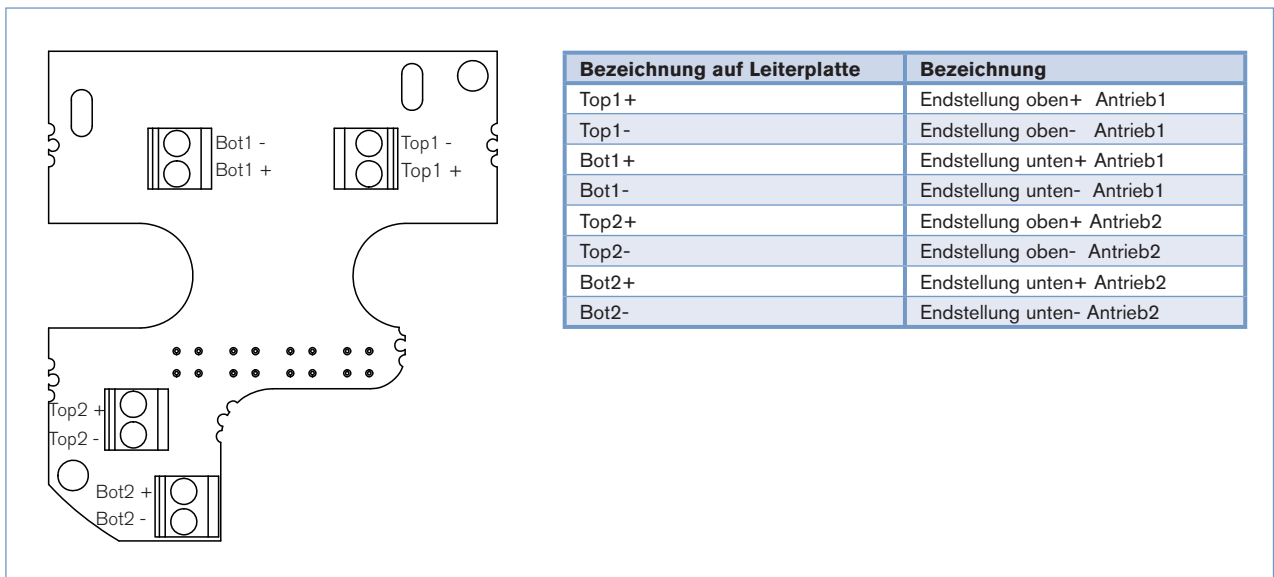 Bot1 -
Bot1 +
Top1 -
Top1 +
Top2 +
Top2 -
Bot2 +
Bot2 -
Bezeichnung auf Leiterplatte Bezeichnung
Top1+ Endstellung oben+ Antrieb1
Top1- Endstellung oben- Antrieb1
Bot1+ Endstellung unten+ Antrieb1
Bot1- Endstellung unten- Antrieb1
Top2+ Endstellung oben+ Antrieb2
Top2- Endstellung oben- Antrieb2
Bot2+ Endstellung unten+ Antrieb2
Bot2- Endstellung unten- Antrieb2